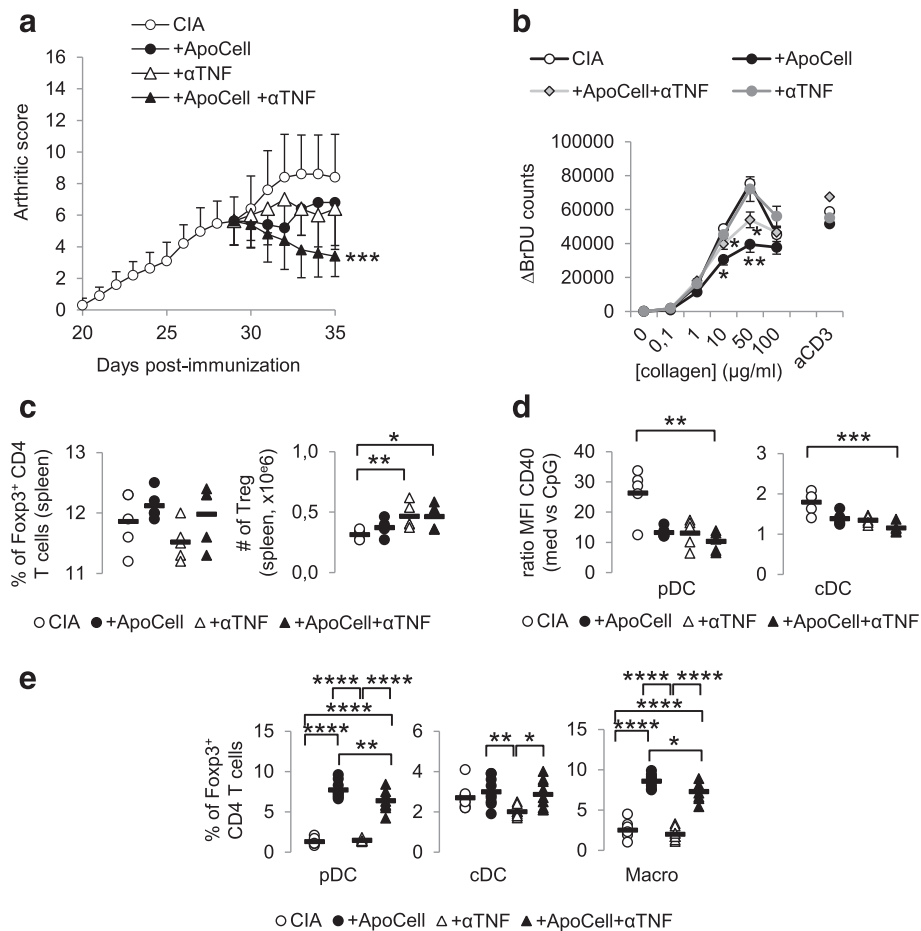 a
CIA
+ApoCell
+αTNF
+ApoCell +αTNF
16
14
12
10
8
6
4
2
0
Arthritic score
***
20 25 30 35
Days post-immunization
b
CIA +ApoCell
+ApoCell+αTNF +αTNF
100000
80000
60000
40000
20000
0
ΔBrDU counts
* * * **
0 0,1 1 10 50 100 aCD3
[collagen] (µg/ml)
c
13
12
11
% of Foxp3+ CD4
T cells (spleen)
*
**
1,0
0,5
0,0
# of Treg
(spleen, x10e6)
CIA +ApoCell +αTNF +ApoCell+αTNF
d
**
40
30
20
10
0
ratio MFI CD40
(med vs CpG)
pDC
***
3
2
1
0
cDC
CIA +ApoCell +αTNF +ApoCell+αTNF
e
**** ****
****
****
**
15
10
5
0
% of Foxp3+
CD4 T cells
pDC
** *
6
4
2
0
cDC
**** ****
****
****
*
15
10
5
0
Macro
CIA +ApoCell +αTNF +ApoCell+αTNF